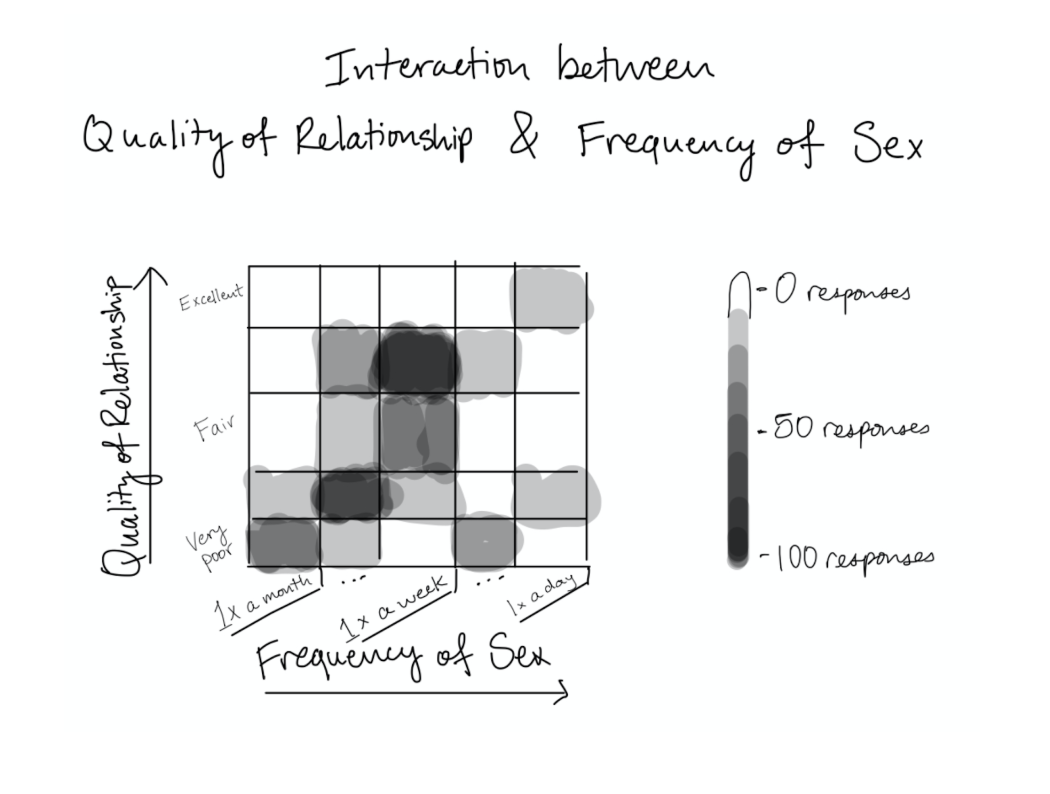 Interaction between
Quality of Relationship & Frequency of Sex
Quality of Relationship
Excellent
Fair
Very
poor
1x a month
...
1x a week
...
1x a day
Frequency of Sex
- 0 responses
- 50 responses
- 100 responses